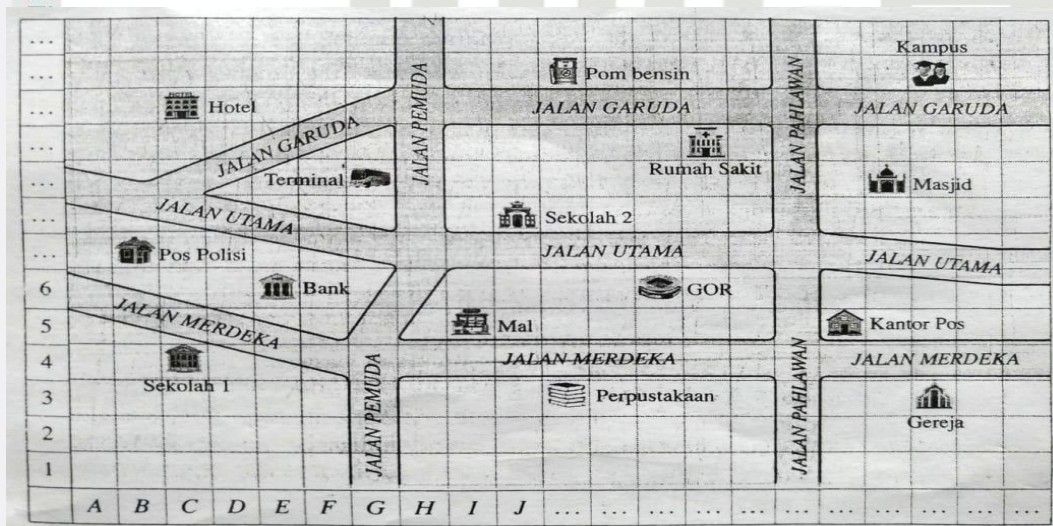 ...
...
Kampus
Pom bensin
JALAN PEMUDA
JALAN PAHLAWAN
...
HOTEL
Hotel
JALAN GARUDA
JALAN GARUDA
JALAN GARUDA
...
Rumah Sakit
...
Terminal
Masjid
...
JALAN UTAMA
Sekolah 2
...
Pos Polisi
JALAN UTAMA
JALAN UTAMA
6
Bank
GOR
5
JALAN MERDEKA
Mal
Kantor Pos
4
JALAN MERDEKA
JALAN MERDEKA
Sekolah 1
JALAN PEMUDA
JALAN PAHLAWAN
3
Perpustakaan
Gereja
2
1
A B C D E F G H I J ... ... ... ... ... ... ... ... ... ... ...